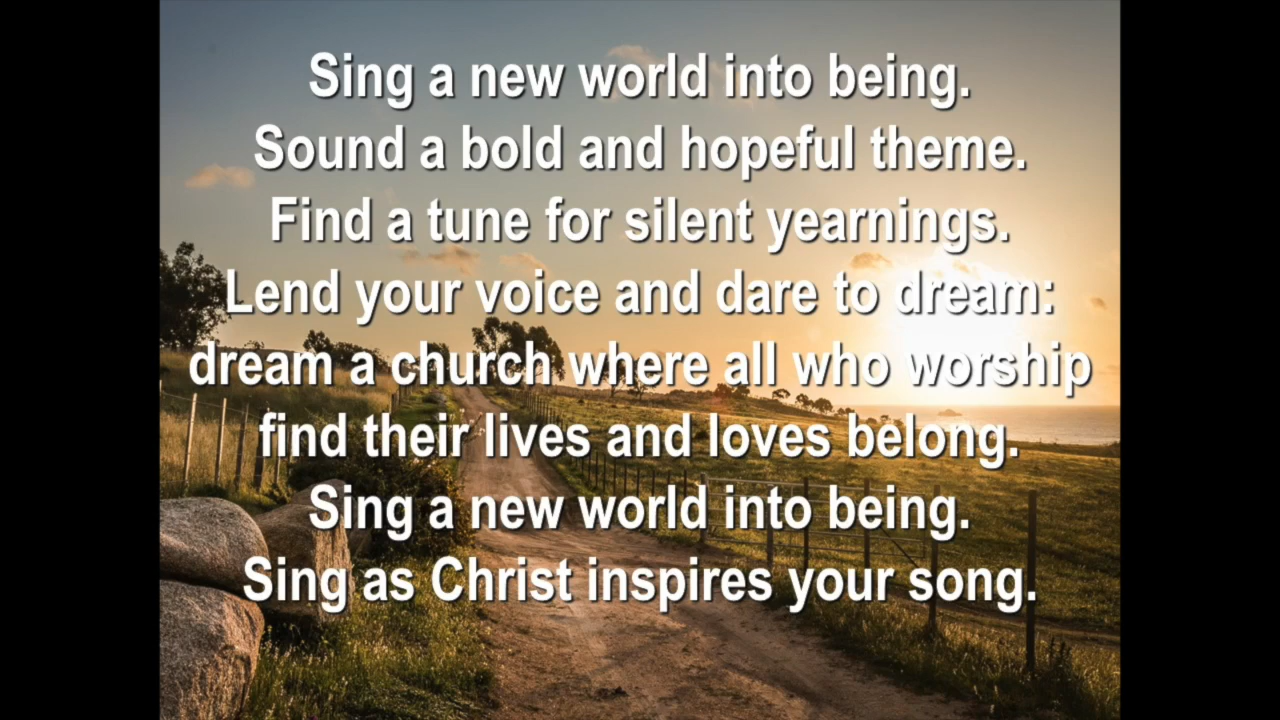 Sing a new world into being.
Sound a bold and hopeful theme.
Find a tune for silent yearnings.
Lend your voice and dare to dream:
dream a church where all who worship
find their lives and loves belong.
Sing a new world into being.
Sing as Christ inspires your song.